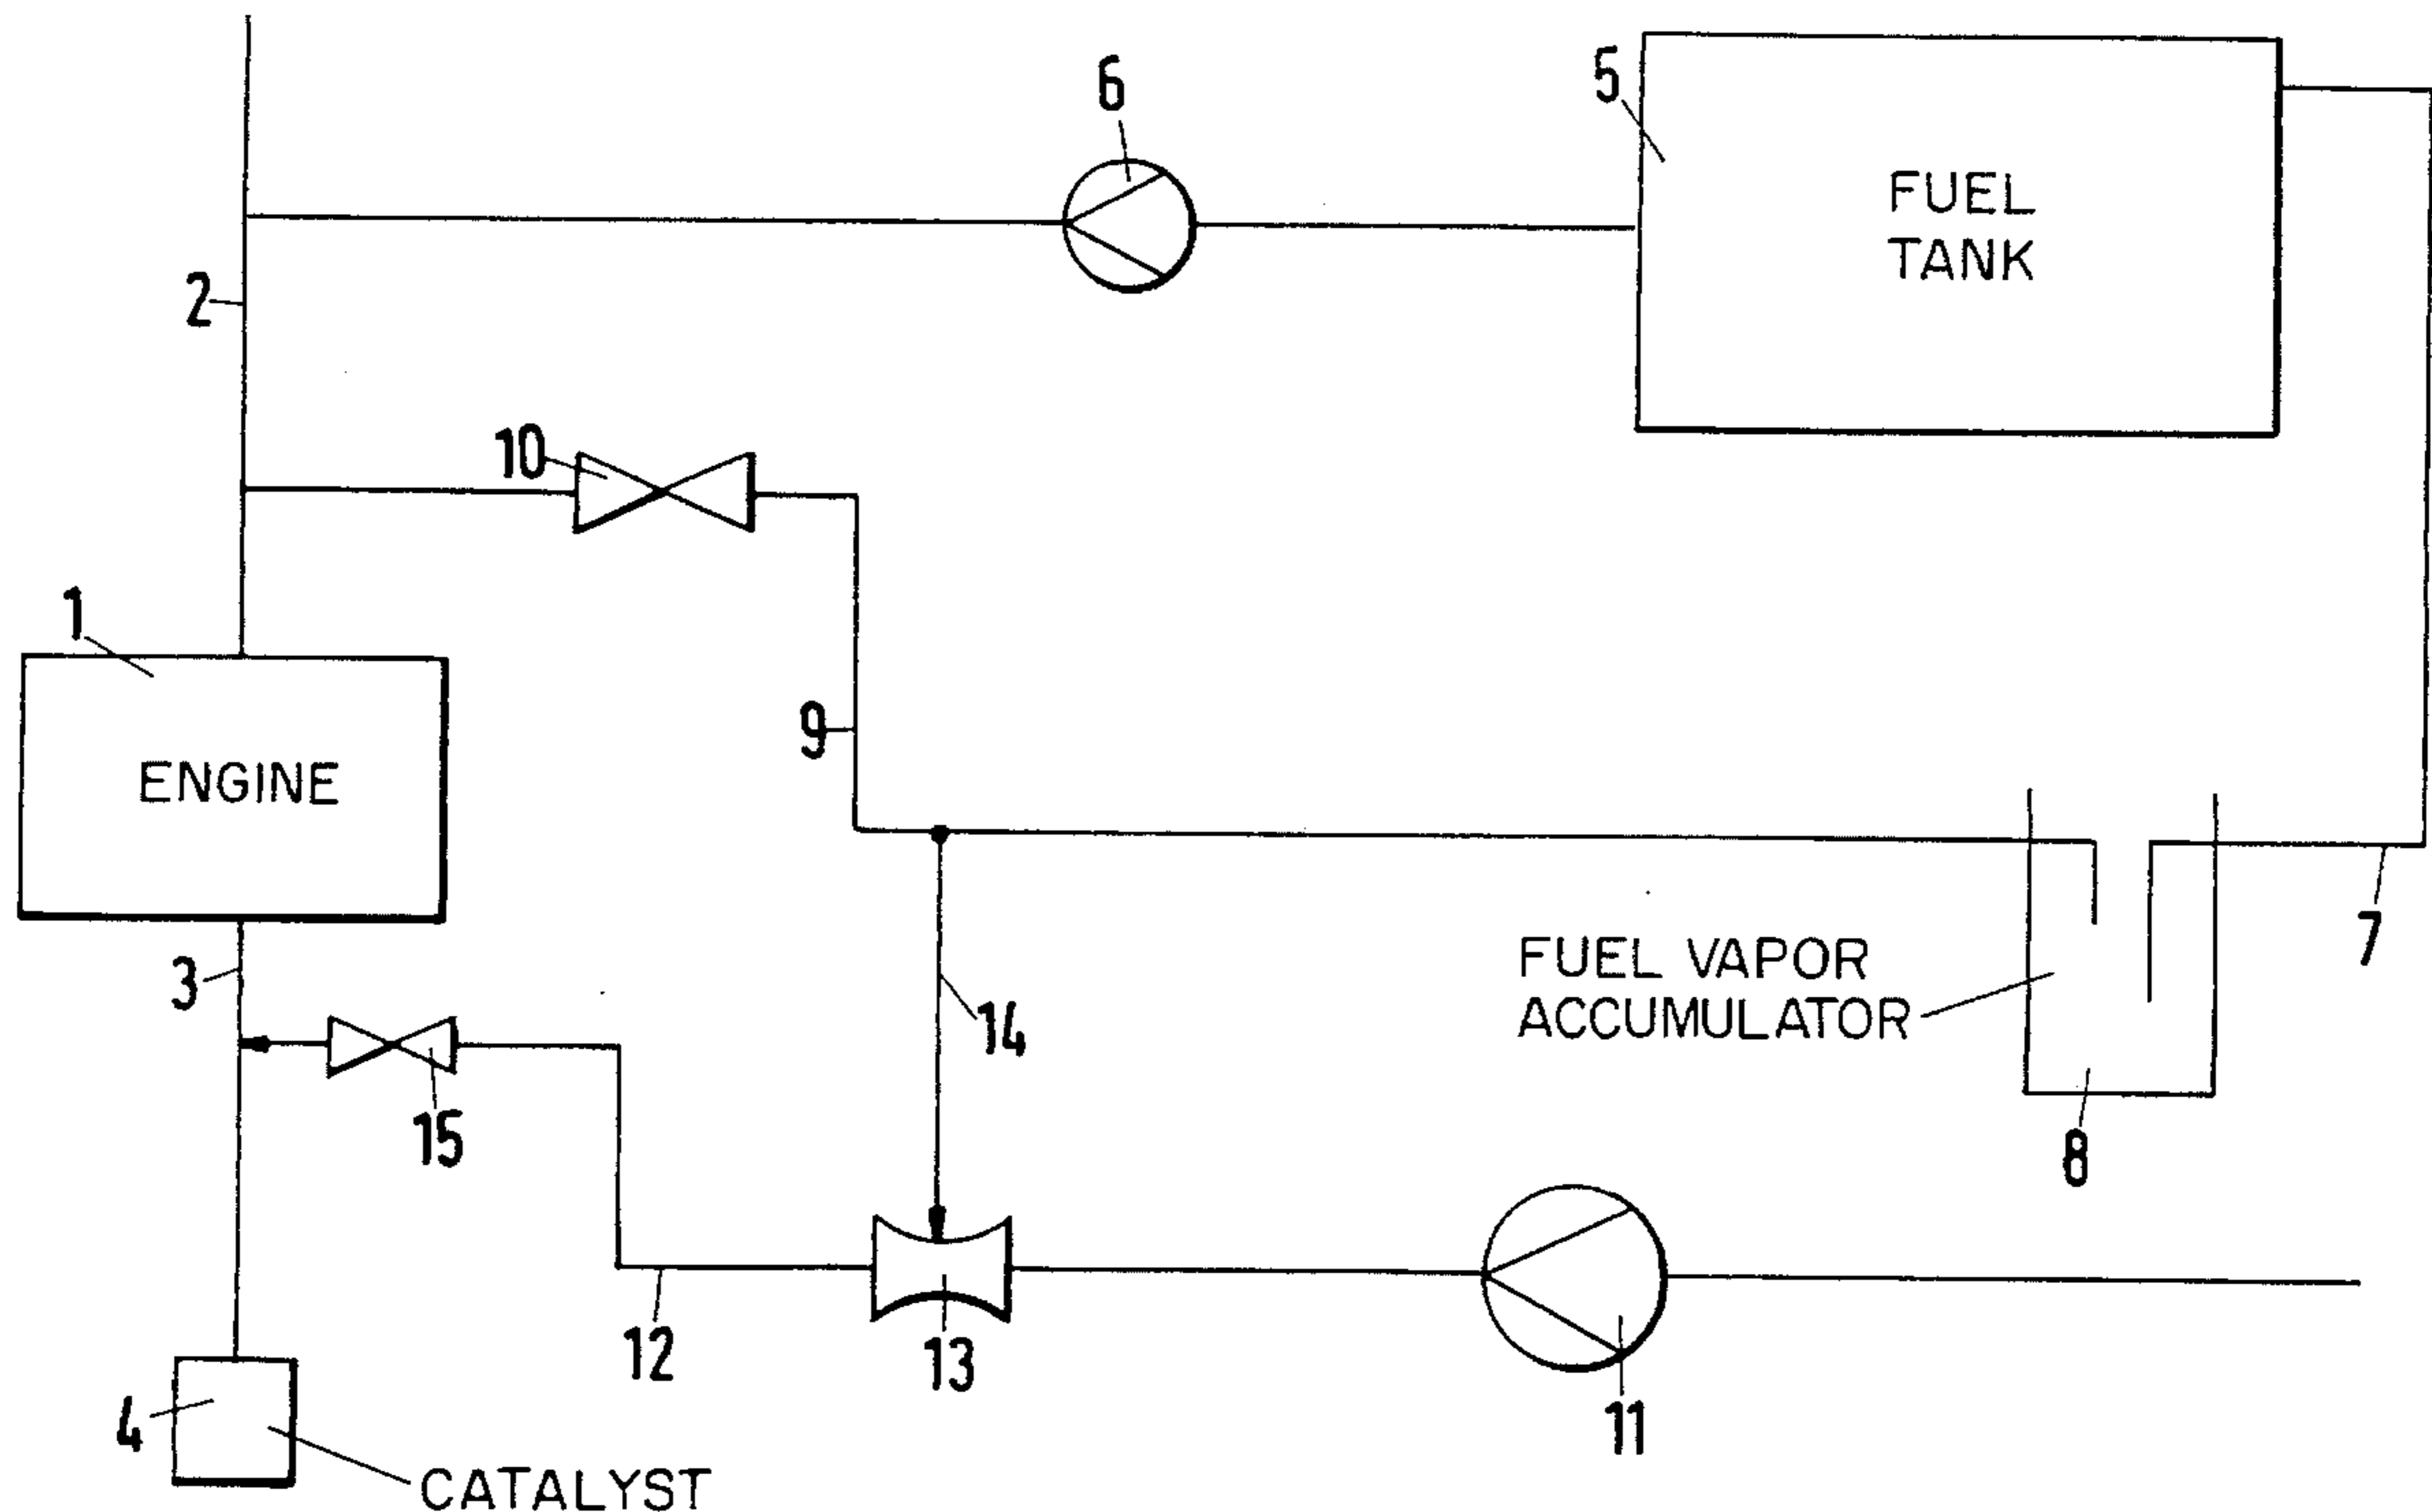 6
5
FUEL
TANK
2
10
1
ENGINE
9
3
14
FUEL VAPOR
ACCUMULATOR
7
15
8
12
13
11
4
CATALYST